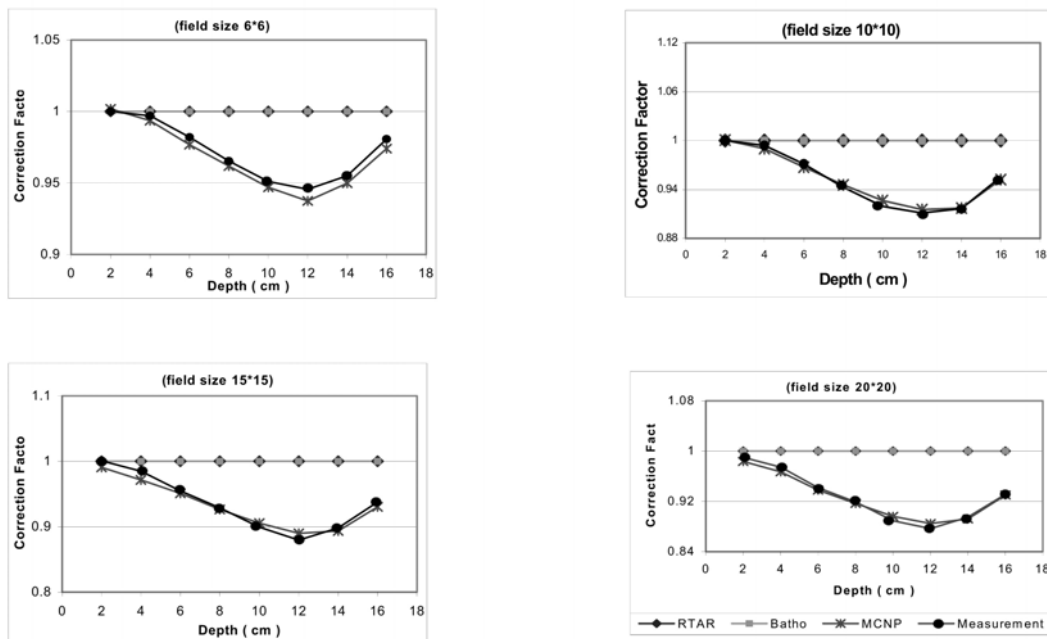 (field size 6*6)
1.05
1
0.95
0.9
Correction Facto
0 2 4 6 8 10 12 14 16 18
Depth ( cm )
(field size 10*10)
1.12
1.06
1
0.94
0.88
Correction Factor
0 2 4 6 8 10 12 14 16 18
Depth ( cm )
(field size 15*15)
1.1
1
0.9
0.8
Correction Facto
0 2 4 6 8 10 12 14 16 18
Depth ( cm )
(field size 20*20)
1.08
1
0.92
0.84
Correction Fact
0 2 4 6 8 10 12 14 16 18
Depth ( cm )
RTAR Batho MCNP Measurement